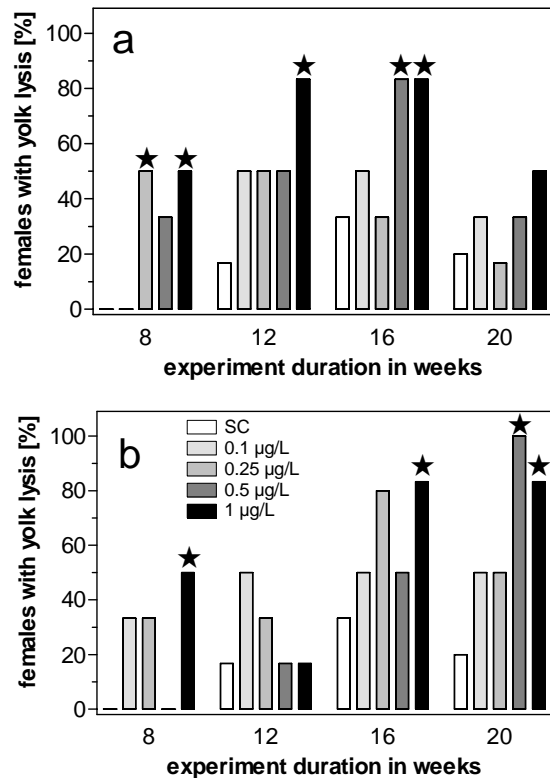 a
100
80
60
40
20
0
females with yolk lysis [%]
8 12 16 20
experiment duration in weeks
b
SC
0.1 µg/L
0.25 µg/L
0.5 µg/L
1 µg/L
100
80
60
40
20
0
females with yolk lysis [%]
8 12 16 20
experiment duration in weeks